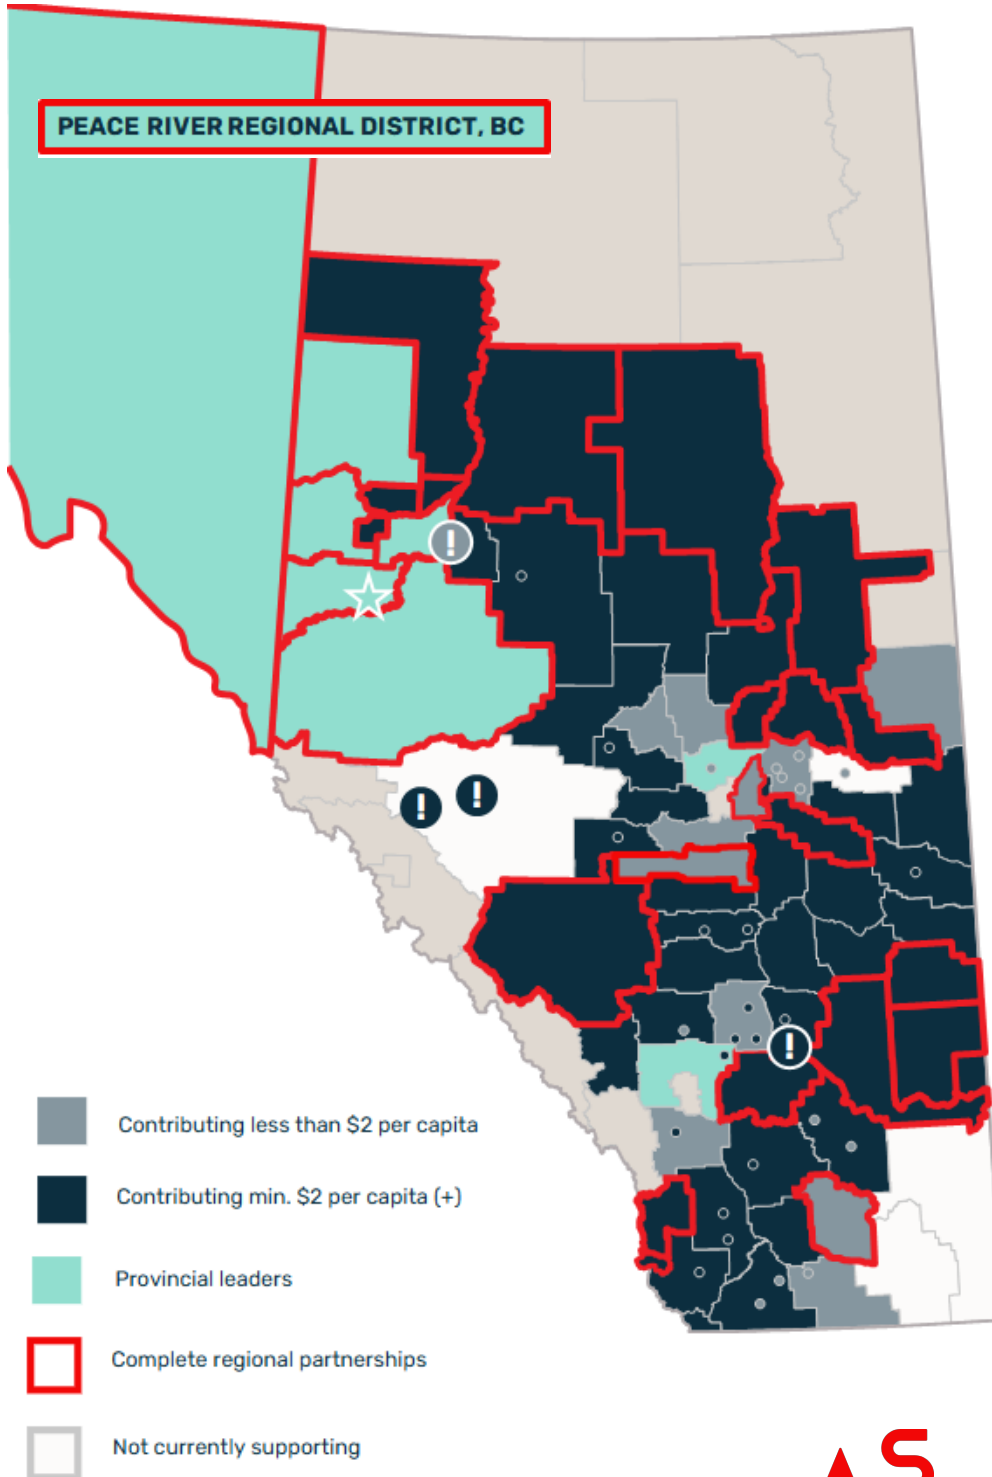 PEACE RIVER REGIONAL DISTRICT, BC
!
!
!
!
Contributing less than $2 per capita
Contributing min. $2 per capita (+)
Provincial leaders
Complete regional partnerships
Not currently supporting